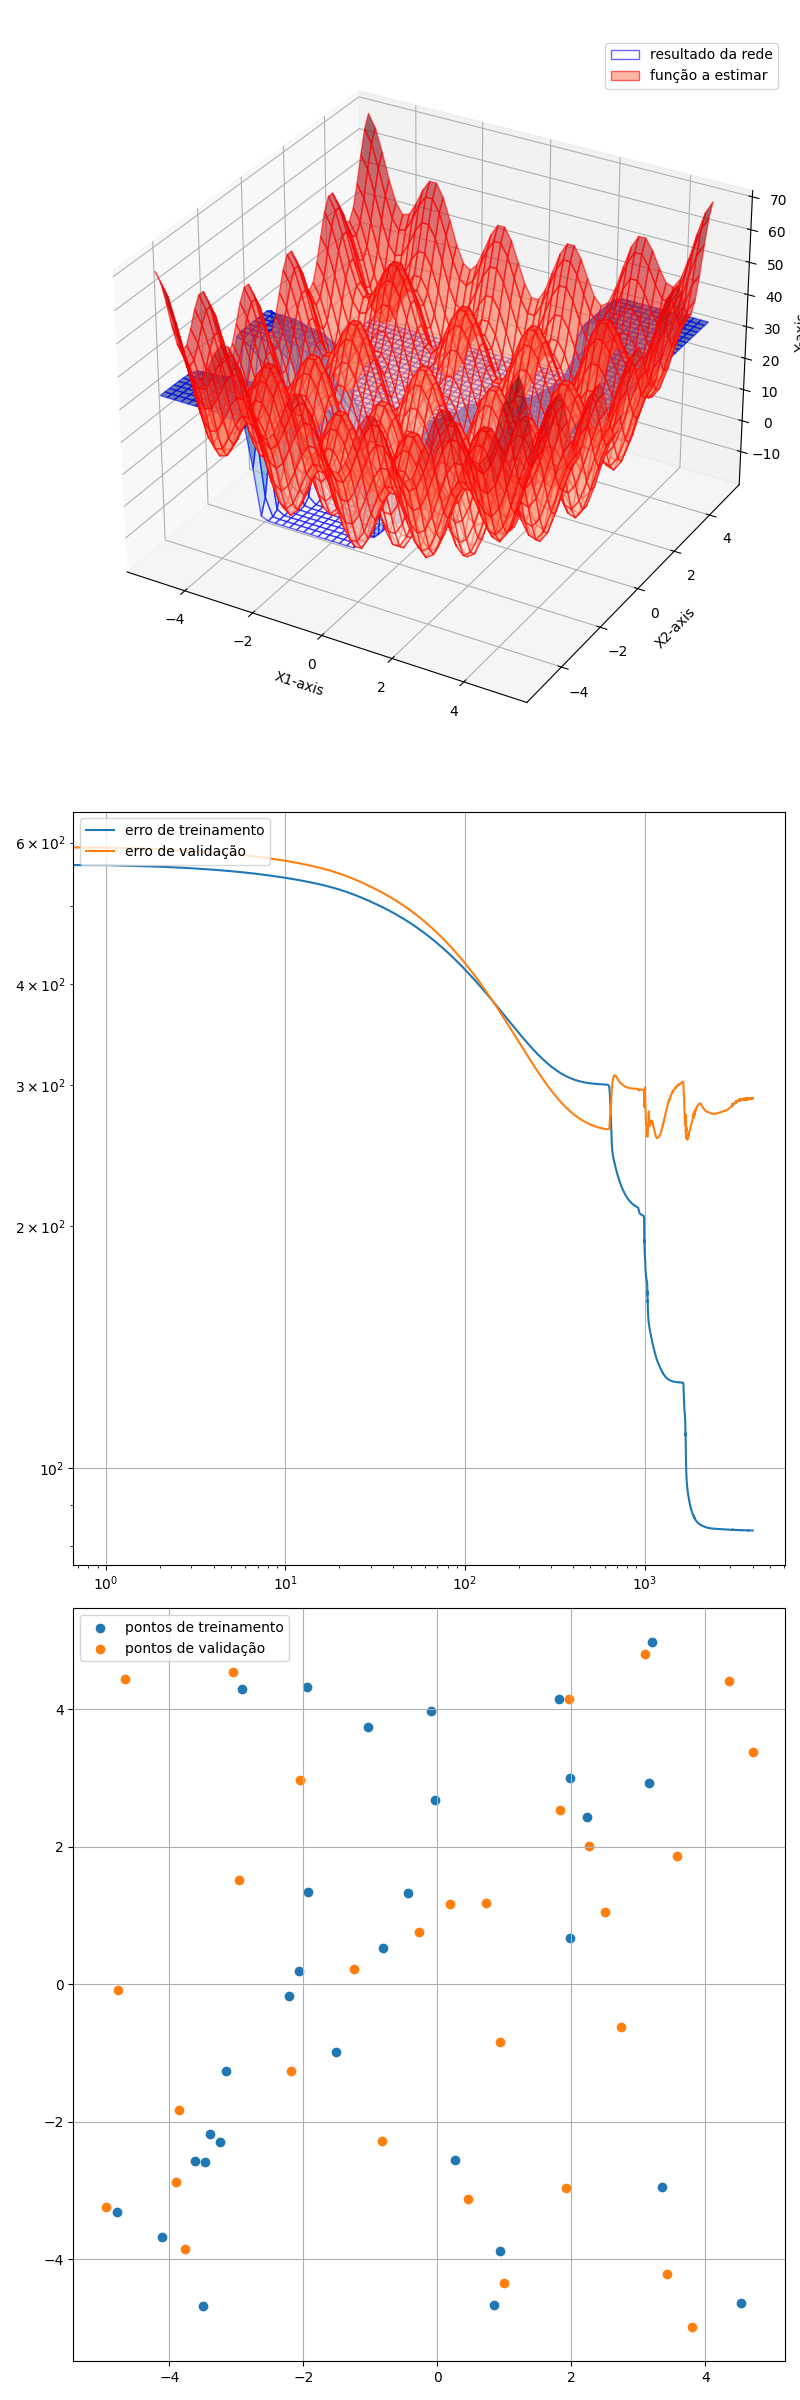 resultado da rede
função a estimar
70
60
50
40
30
20
10
0
−10
4
2
0
−2
−4
X2-axis
−4
−2
0
2
4
X1-axis
erro de treinamento
erro de validação
6 × 10²
4 × 10²
3 × 10²
2 × 10²
10²
10⁰ 10¹ 10² 10³
pontos de treinamento
pontos de validação
4
2
0
−2
−4
−4 −2 0 2 4